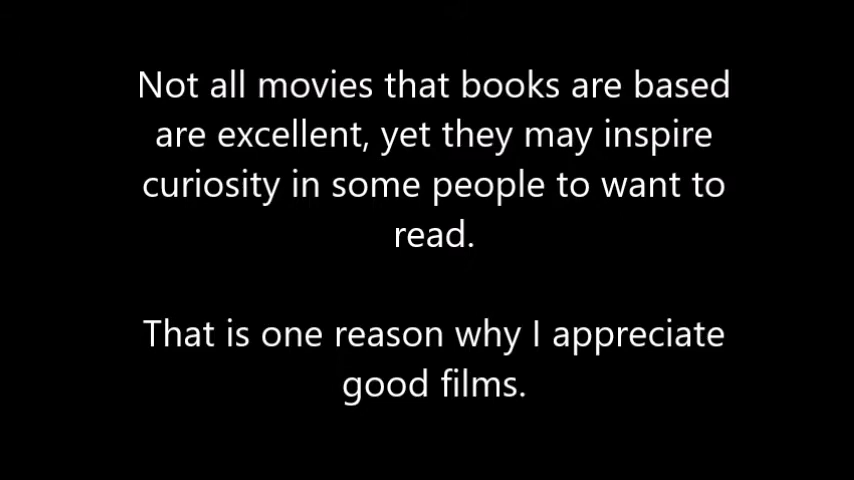 Not all movies that books are based
are excellent, yet they may inspire
curiosity in some people to want to
read.
That is one reason why I appreciate
good films.